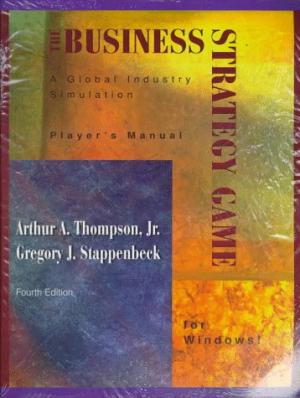 THE BUSINESS
STRATEGY GAME
A Global Industry
Simulation
Player's Manual
Arthur A. Thompson, Jr.
Gregory J. Stappenbeck
Fourth Edition
for
Windows!